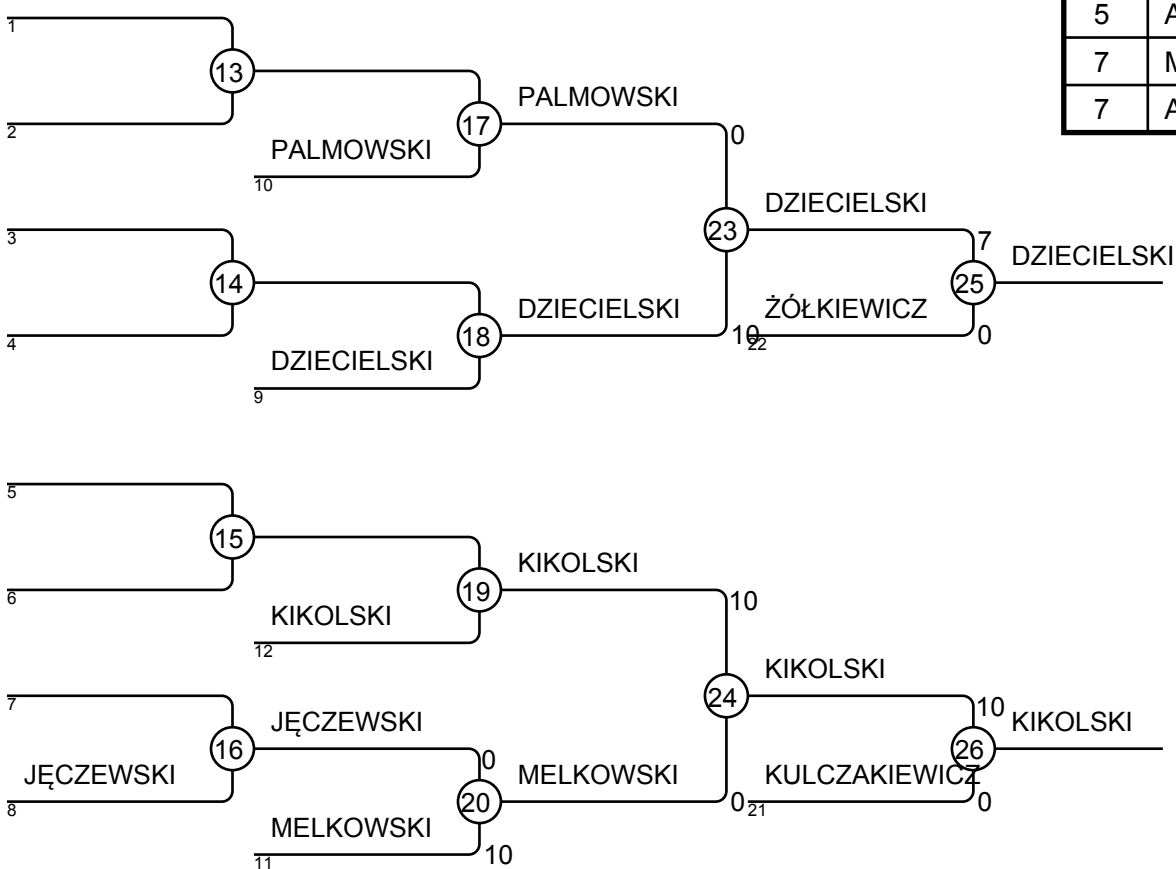 5 A
7 M
7 A
1
13
2
PALMOWSKI
10
17
PALMOWSKI
0
3
14
4
DZIECIELSKI
9
18
DZIECIELSKI
10
23
DZIECIELSKI
7
22
ŻÓŁKIEWICZ
0
25
DZIECIELSKI
5
15
6
KIKOLSKI
12
19
KIKOLSKI
10
7
16
JĘCZEWSKI
8
JĘCZEWSKI
0
20
MELKOWSKI
11
10
MELKOWSKI
0
24
KIKOLSKI
10
21
KULCZAKIEWICZ
0
26
KIKOLSKI